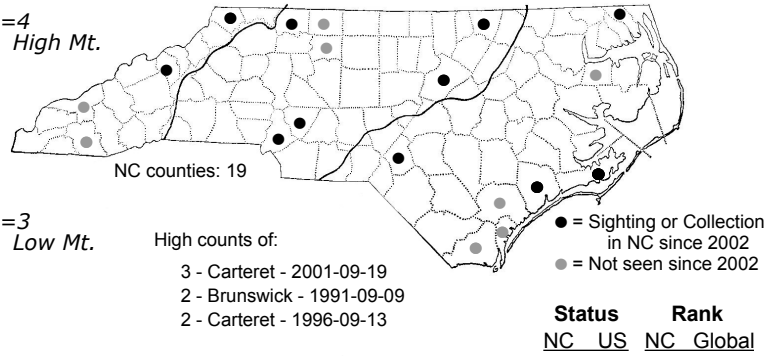 =4
High Mt.
NC counties: 19
=3
Low Mt.
High counts of:
3 - Carteret - 2001-09-19
2 - Brunswick - 1991-09-09
2 - Carteret - 1996-09-13
= Sighting or Collection
in NC since 2002
= Not seen since 2002
Status Rank
NC US NC Global